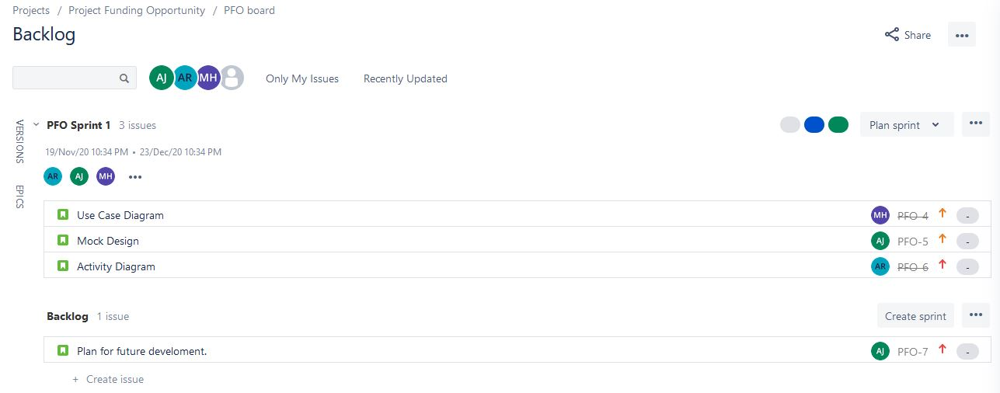 Projects / Project Funding Opportunity / PFO board
Backlog
Share
AJ AR MH Only My Issues Recently Updated
VERSIONS
EPICS
PFO Sprint 1 3 issues Plan sprint
19/Nov/20 10:34 PM • 23/Dec/20 10:34 PM
AR AJ MH
Use Case Diagram MH PFO-4 -
Mock Design AJ PFO-5 -
Activity Diagram AR PFO-6 -
Backlog 1 issue Create sprint
Plan for future develoment. AJ PFO-7 -
+ Create issue